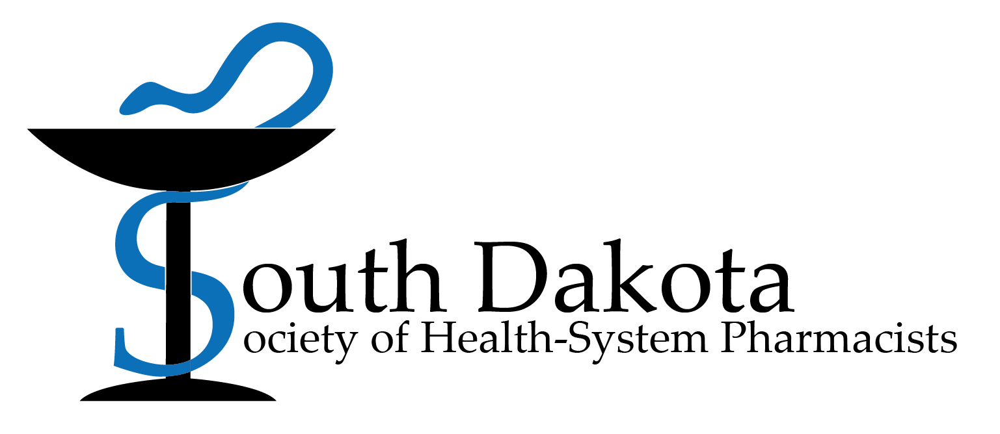 South Dakota
Society of Health-System Pharmacists